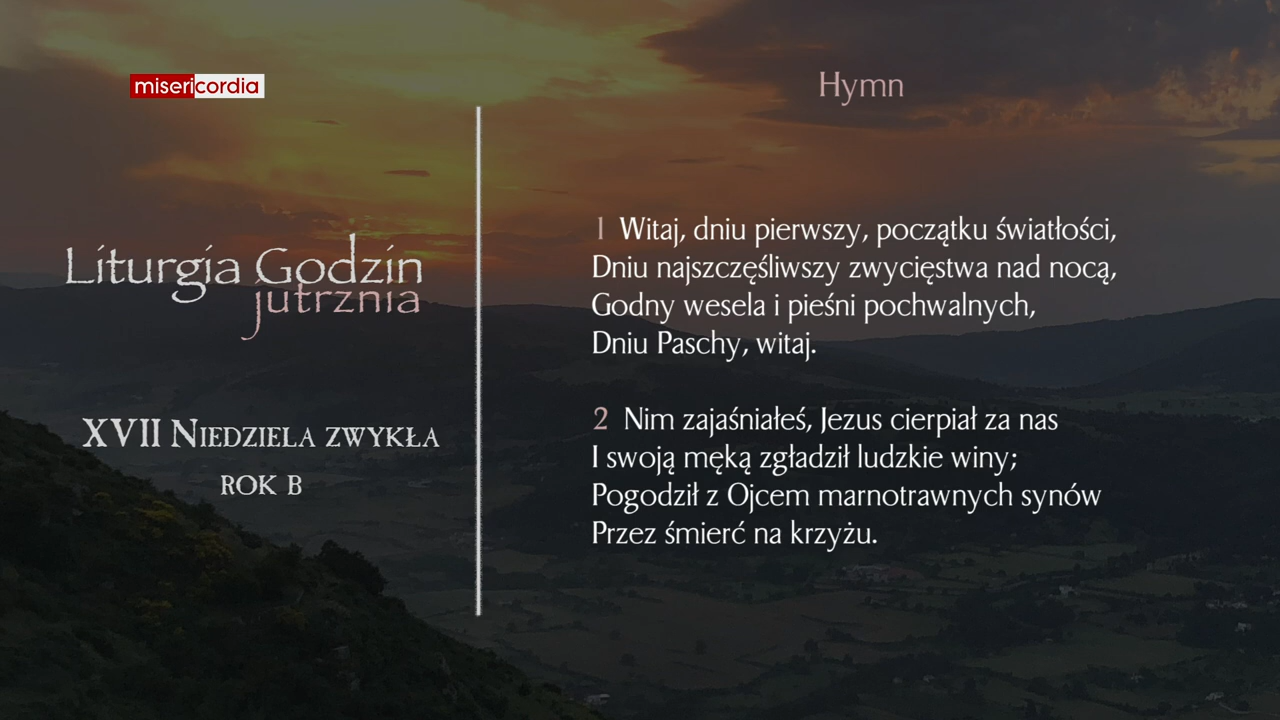 misericordia
Liturgia Godzin
jutrznia
XVII Niedziela zwykła
rok B
Hymn
1 Witaj, dniu pierwszy, początku światłości,
Dniu najszczęśliwszy zwycięstwa nad nocą,
Godny wesela i pieśni pochwalnych,
Dniu Paschy, witaj.
2 Nim zajaśniałeś, Jezus cierpiał za nas
I swoją męką zgładził ludzkie winy;
Pogodził z Ojcem marnotrawnych synów
Przez śmierć na krzyżu.